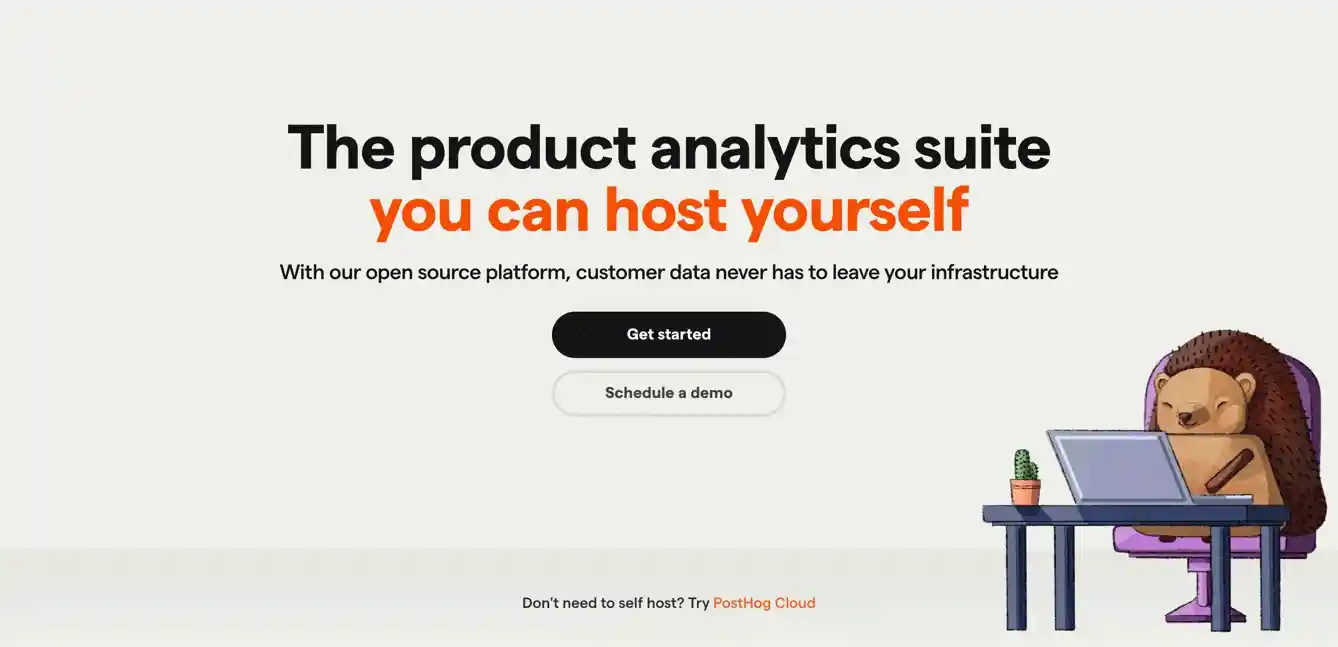 The product analytics suite
you can host yourself
With our open source platform, customer data never has to leave your infrastructure
Get started
Schedule a demo
Don't need to self host? Try PostHog Cloud